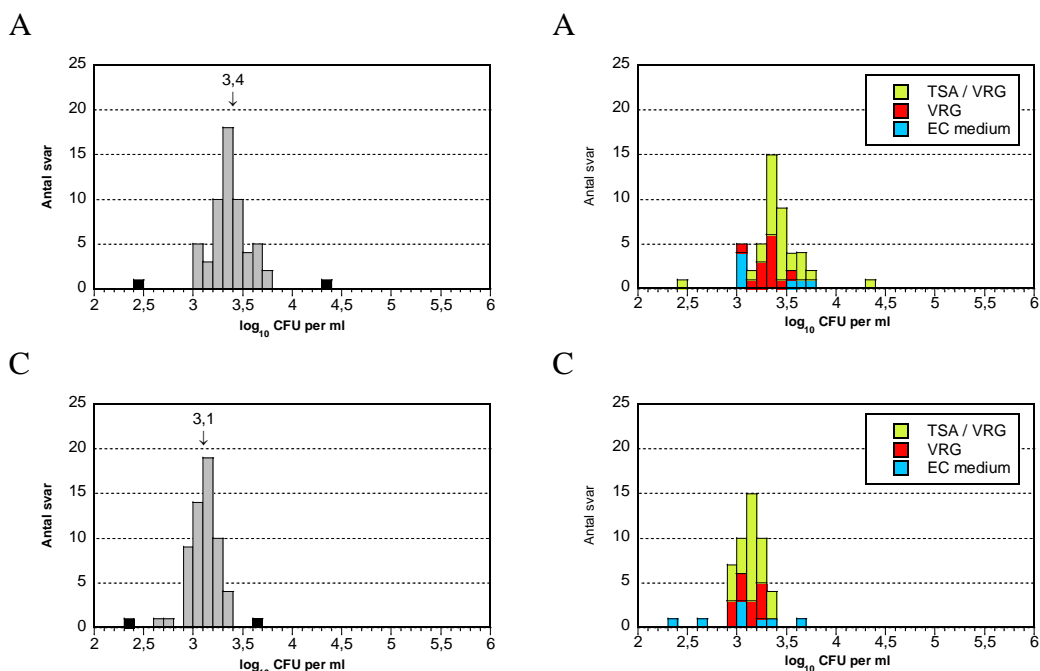 A
25
20
15
10
5
0
Antal svar
3,4
↓
2 2,5 3 3,5 4 4,5 5 5,5 6
log10 CFU per ml
A
25
20
15
10
5
0
Antal svar
TSA / VRG
VRG
EC medium
2 2,5 3 3,5 4 4,5 5 5,5 6
log10 CFU per ml
C
25
20
15
10
5
0
Antal svar
3,1
↓
2 2,5 3 3,5 4 4,5 5 5,5 6
log10 CFU per ml
C
25
20
15
10
5
0
Antal svar
TSA / VRG
VRG
EC medium
2 2,5 3 3,5 4 4,5 5 5,5 6
log10 CFU per ml